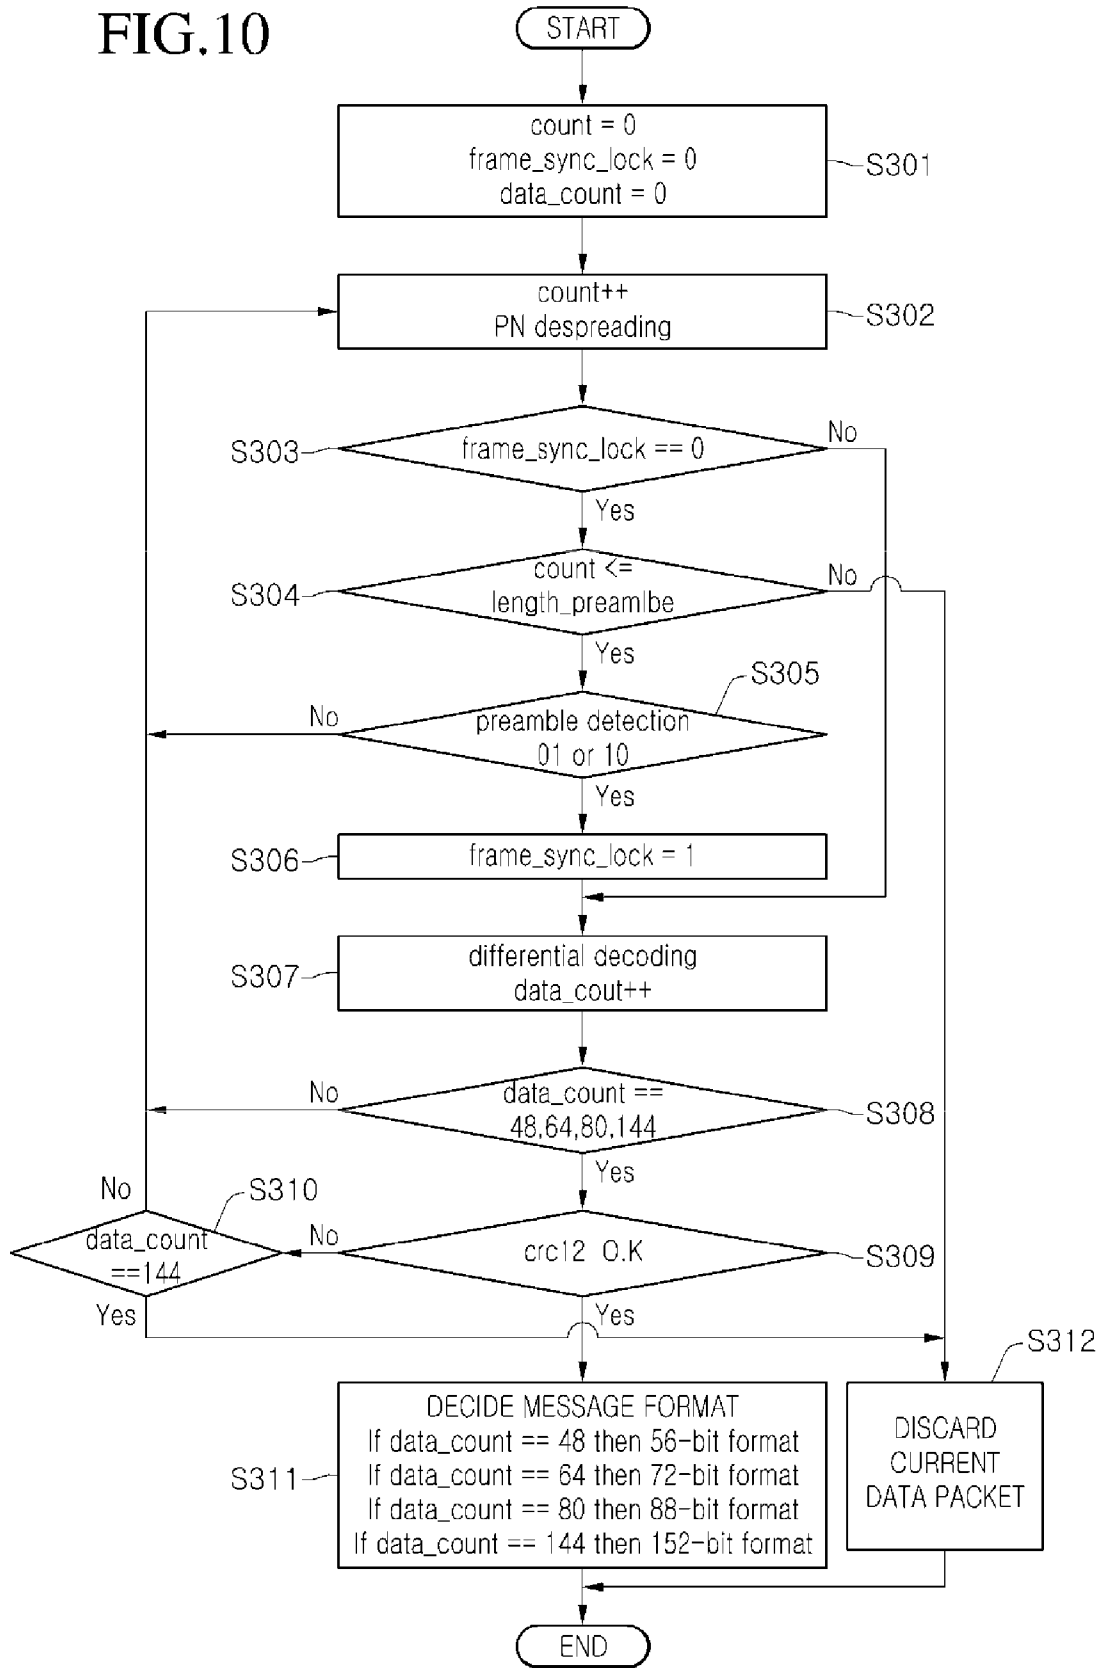 FIG.10
START
count = 0
frame_sync_lock = 0
data_count = 0
S301
count++
PN despreading
S302
frame_sync_lock == 0
S303
No
Yes
count <=
length_preamlbe
S304
No
Yes
S305
preamble detection
01 or 10
No
Yes
frame_sync_lock = 1
S306
differential decoding
data_cout++
S307
data_count ==
48,64,80,144
S308
No
Yes
crc12 O.K
S309
No
Yes
S310
data_count
==144
No
Yes
DECIDE MESSAGE FORMAT
If data_count == 48 then 56-bit format
If data_count == 64 then 72-bit format
If data_count == 80 then 88-bit format
If data_count == 144 then 152-bit format
S311
S312
DISCARD
CURRENT
DATA PACKET
END